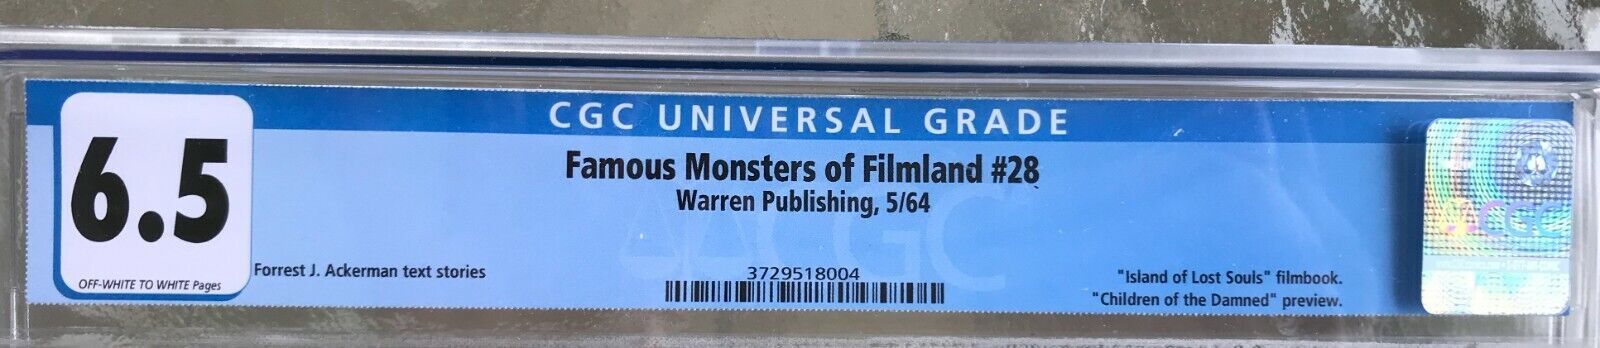 CGC UNIVERSAL GRADE
6.5
OFF-WHITE TO WHITE Pages
Famous Monsters of Filmland #28
Warren Publishing, 5/64
CGC
Forrest J. Ackerman text stories
3729518004
"Island of Lost Souls" filmbook.
"Children of the Damned" preview.
CGC